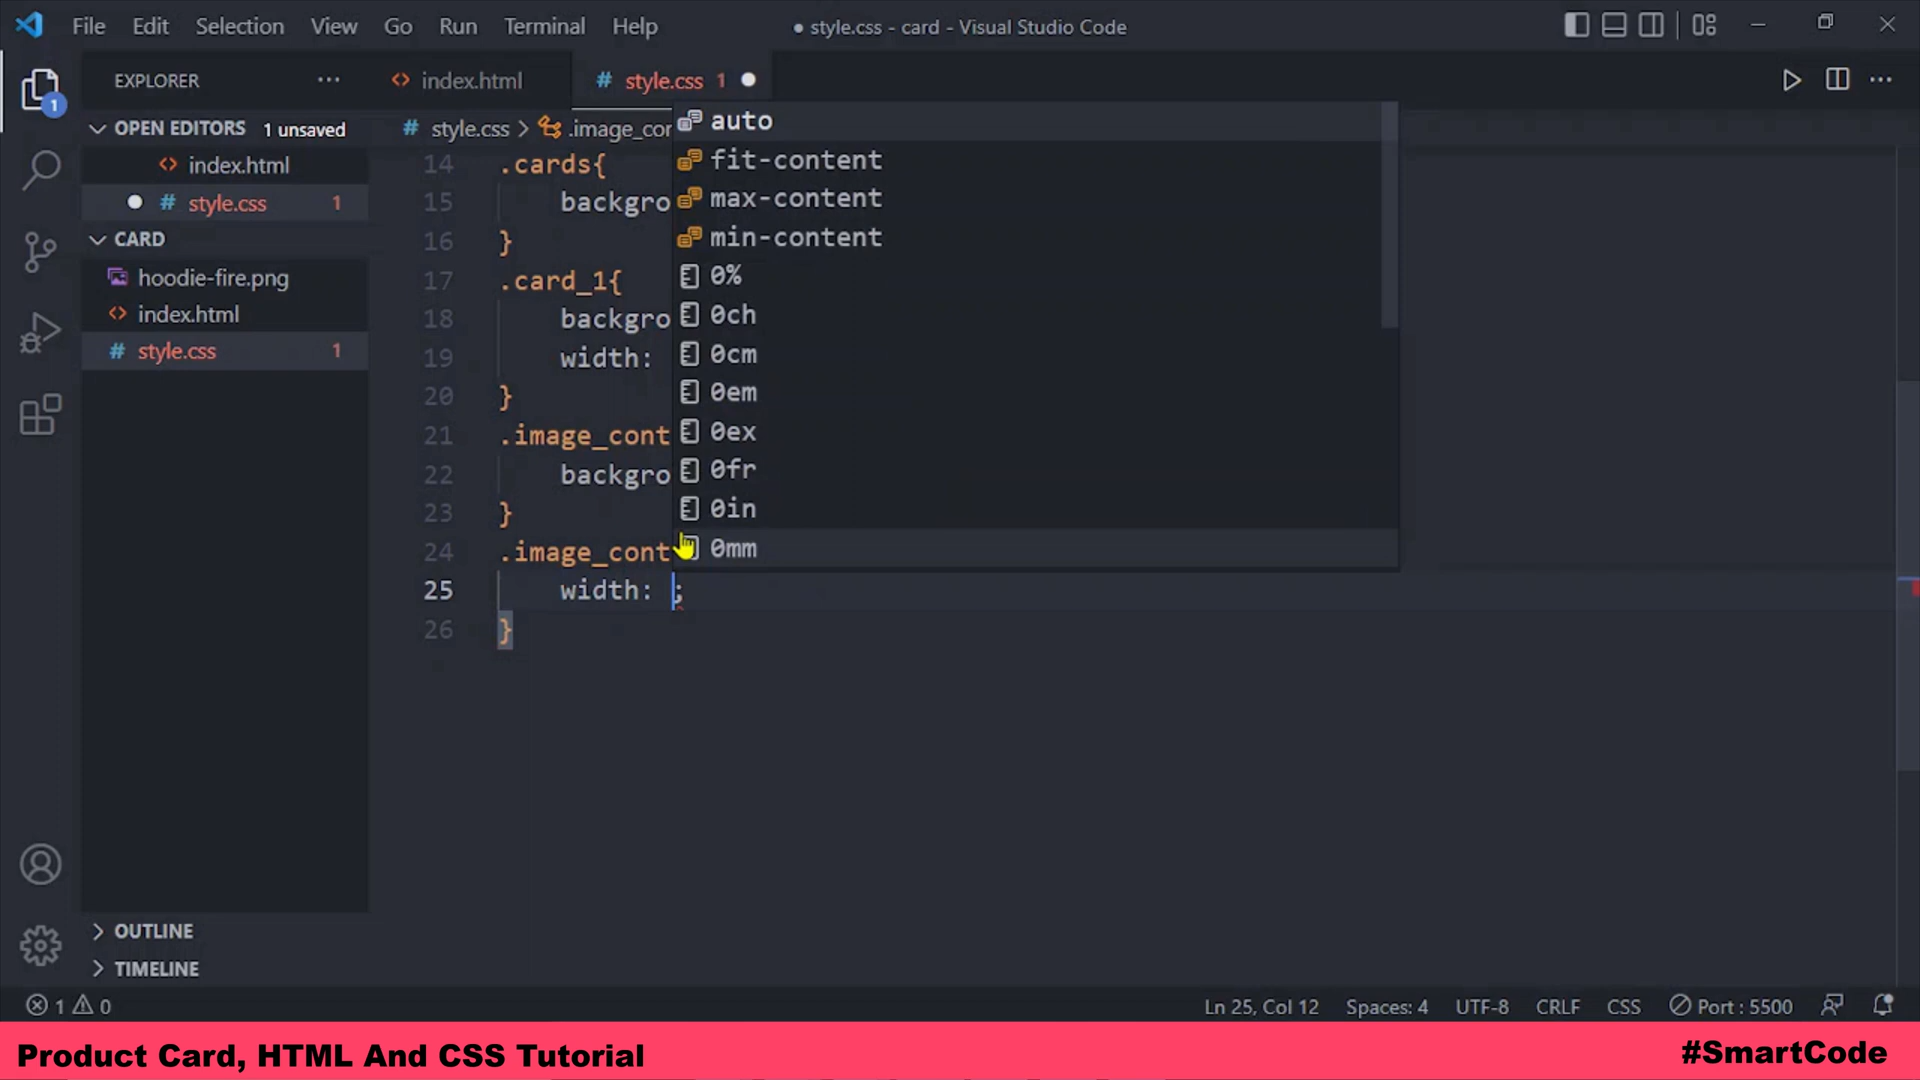 File Edit Selection View Go Run Terminal Help
● style.css - card - Visual Studio Code
EXPLORER ···
<> index.html
# style.css 1 ●
OPEN EDITORS 1 unsaved
<> index.html
● # style.css 1
CARD
hoodie-fire.png
<> index.html
# style.css 1
OUTLINE
TIMELINE
1
# style.css > .image_cor
14 .cards{
15 backgro
16 }
17 .card_1{
18 backgro
19 width:
20 }
21 .image_cont
22 backgro
23 }
24 .image_cont
25 width: ;
26 }
auto
fit-content
max-content
min-content
0%
0ch
0cm
0em
0ex
0fr
0in
0mm
1 0
Ln 25, Col 12 Spaces: 4 UTF-8 CRLF CSS Port : 5500
Product Card, HTML And CSS Tutorial
#SmartCode